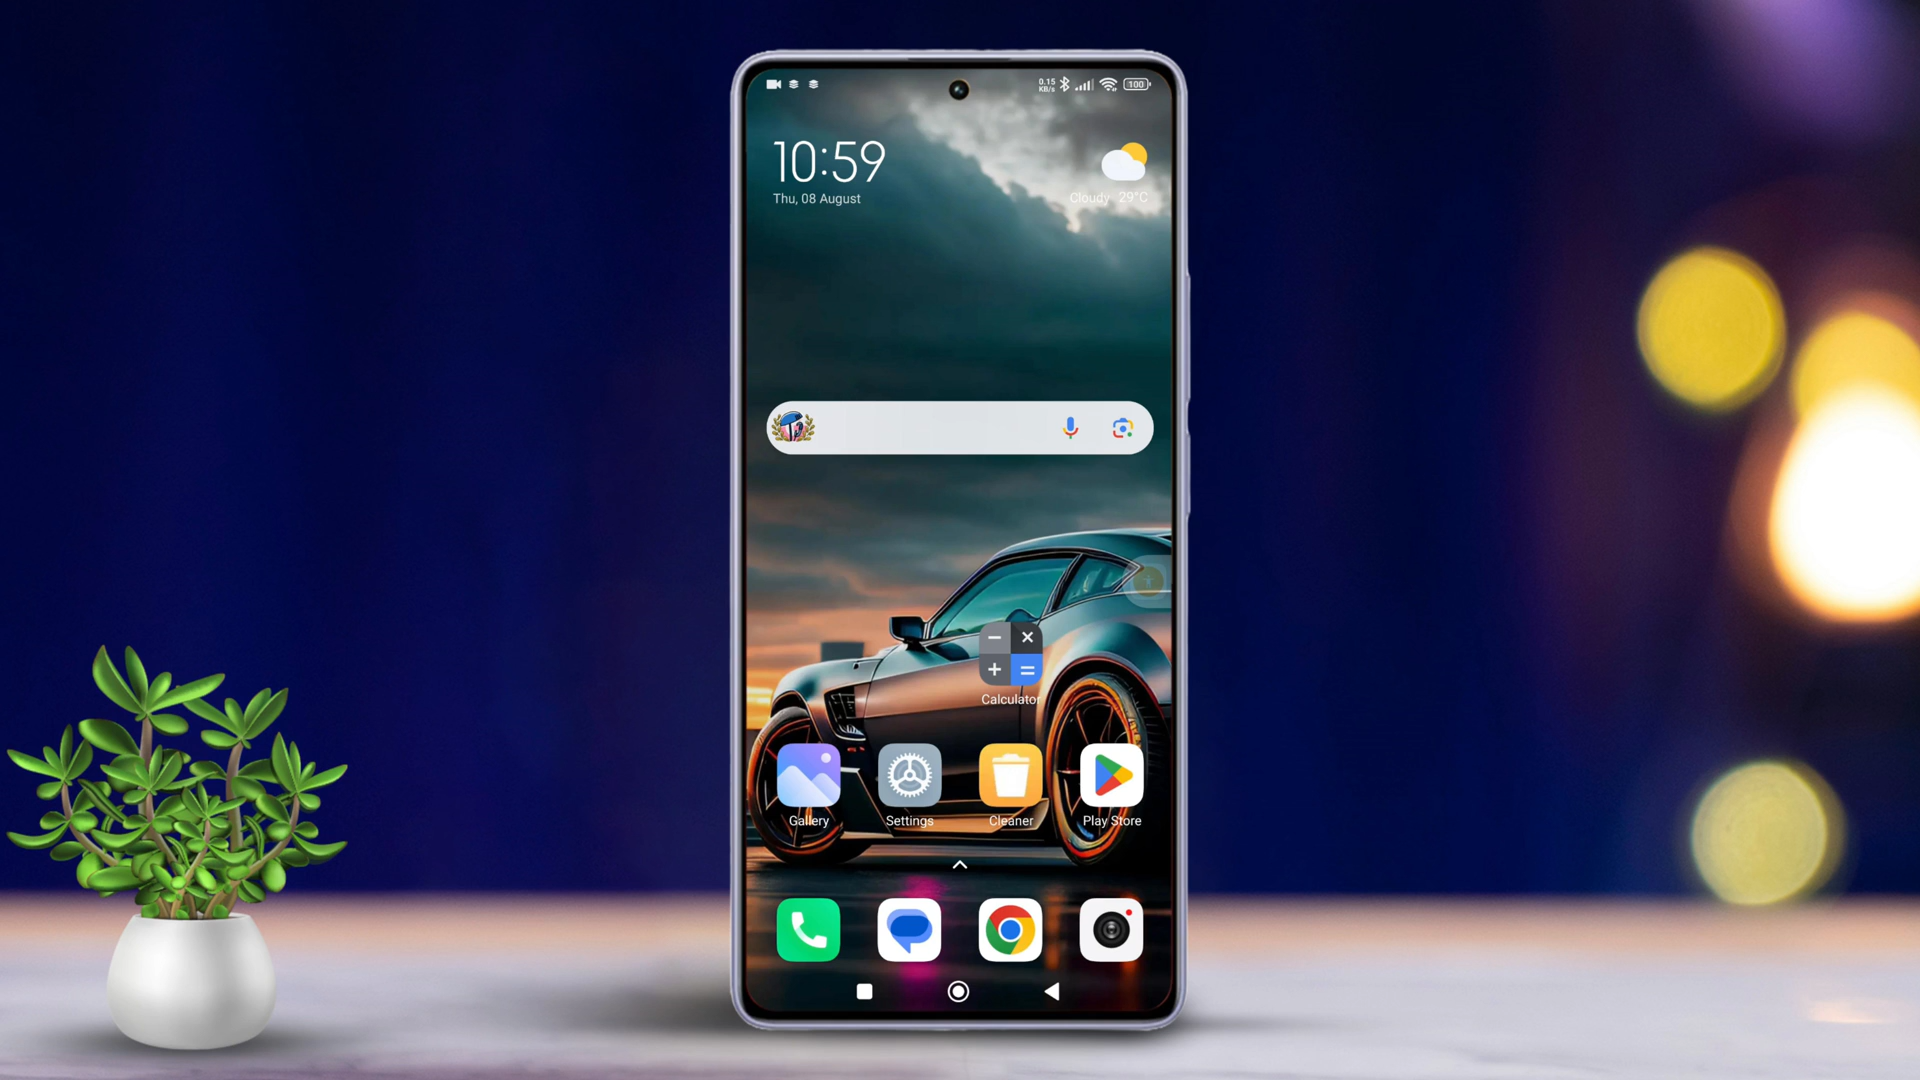 0.15
KB/s
100
10:59
Thu, 08 August
Cloudy 29°C
Calculator
Gallery
Settings
Cleaner
Play Store